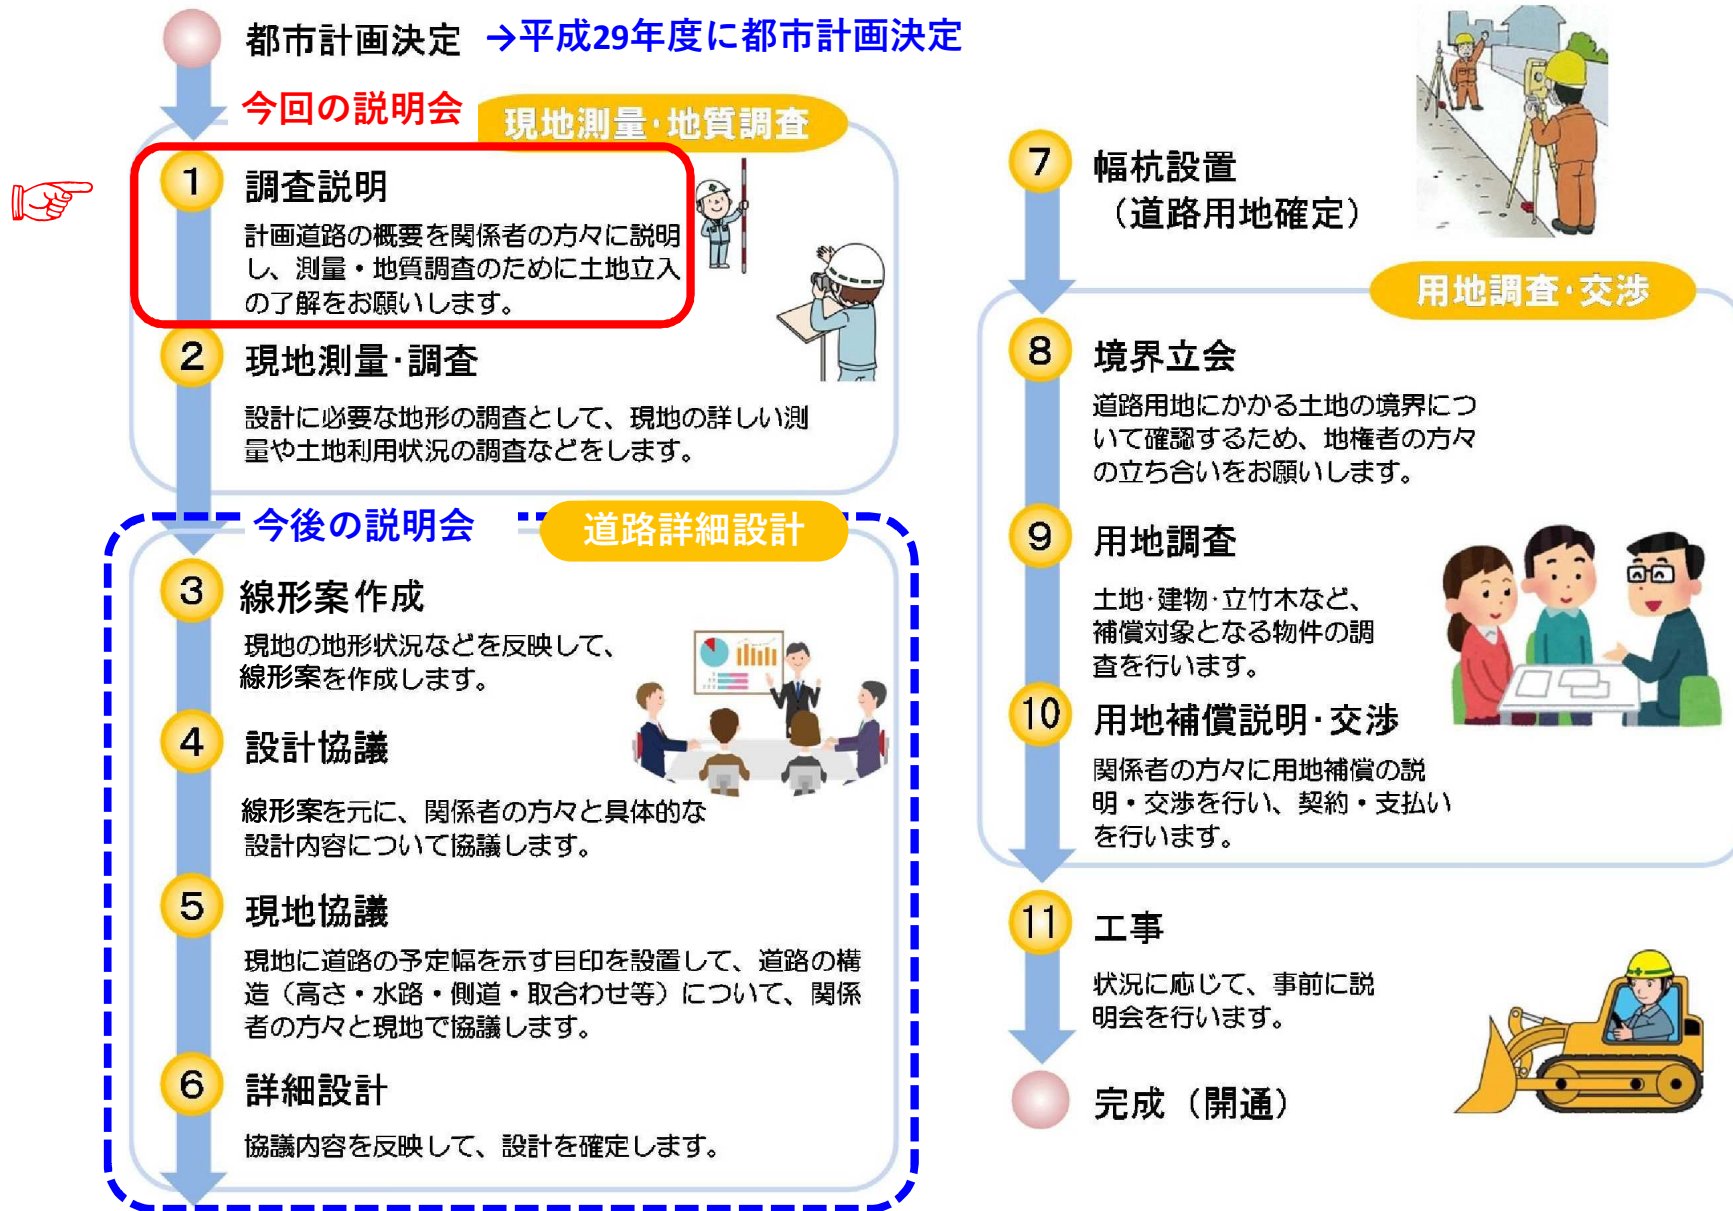 都市計画決定 →平成29年度に都市計画決定
今回の説明会
現地測量･地質調査
1 調査説明
計画道路の概要を関係者の方々に説明
し、測量・地質調査のために土地立入
の了解をお願いします。
2 現地測量･調査
設計に必要な地形の調査として、現地の詳しい測
量や土地利用状況の調査などをします。
今後の説明会
道路詳細設計
3 線形案作成
現地の地形状況などを反映して、
線形案を作成します。
4 設計協議
線形案を元に、関係者の方々と具体的な
設計内容について協議します。
5 現地協議
現地に道路の予定幅を示す目印を設置して、道路の構
造（高さ・水路・側道・取合わせ等）について、関係
者の方々と現地で協議します。
6 詳細設計
協議内容を反映して、設計を確定します。
7 幅杭設置
（道路用地確定）
用地調査･交渉
8 境界立会
道路用地にかかる土地の境界につ
いて確認するため、地権者の方々
の立ち合いをお願いします。
9 用地調査
土地･建物･立竹木など、
補償対象となる物件の調
査を行います。
10 用地補償説明･交渉
関係者の方々に用地補償の説
明・交渉を行い、契約・支払い
を行います。
11 工事
状況に応じて、事前に説
明会を行います。
完成（開通）